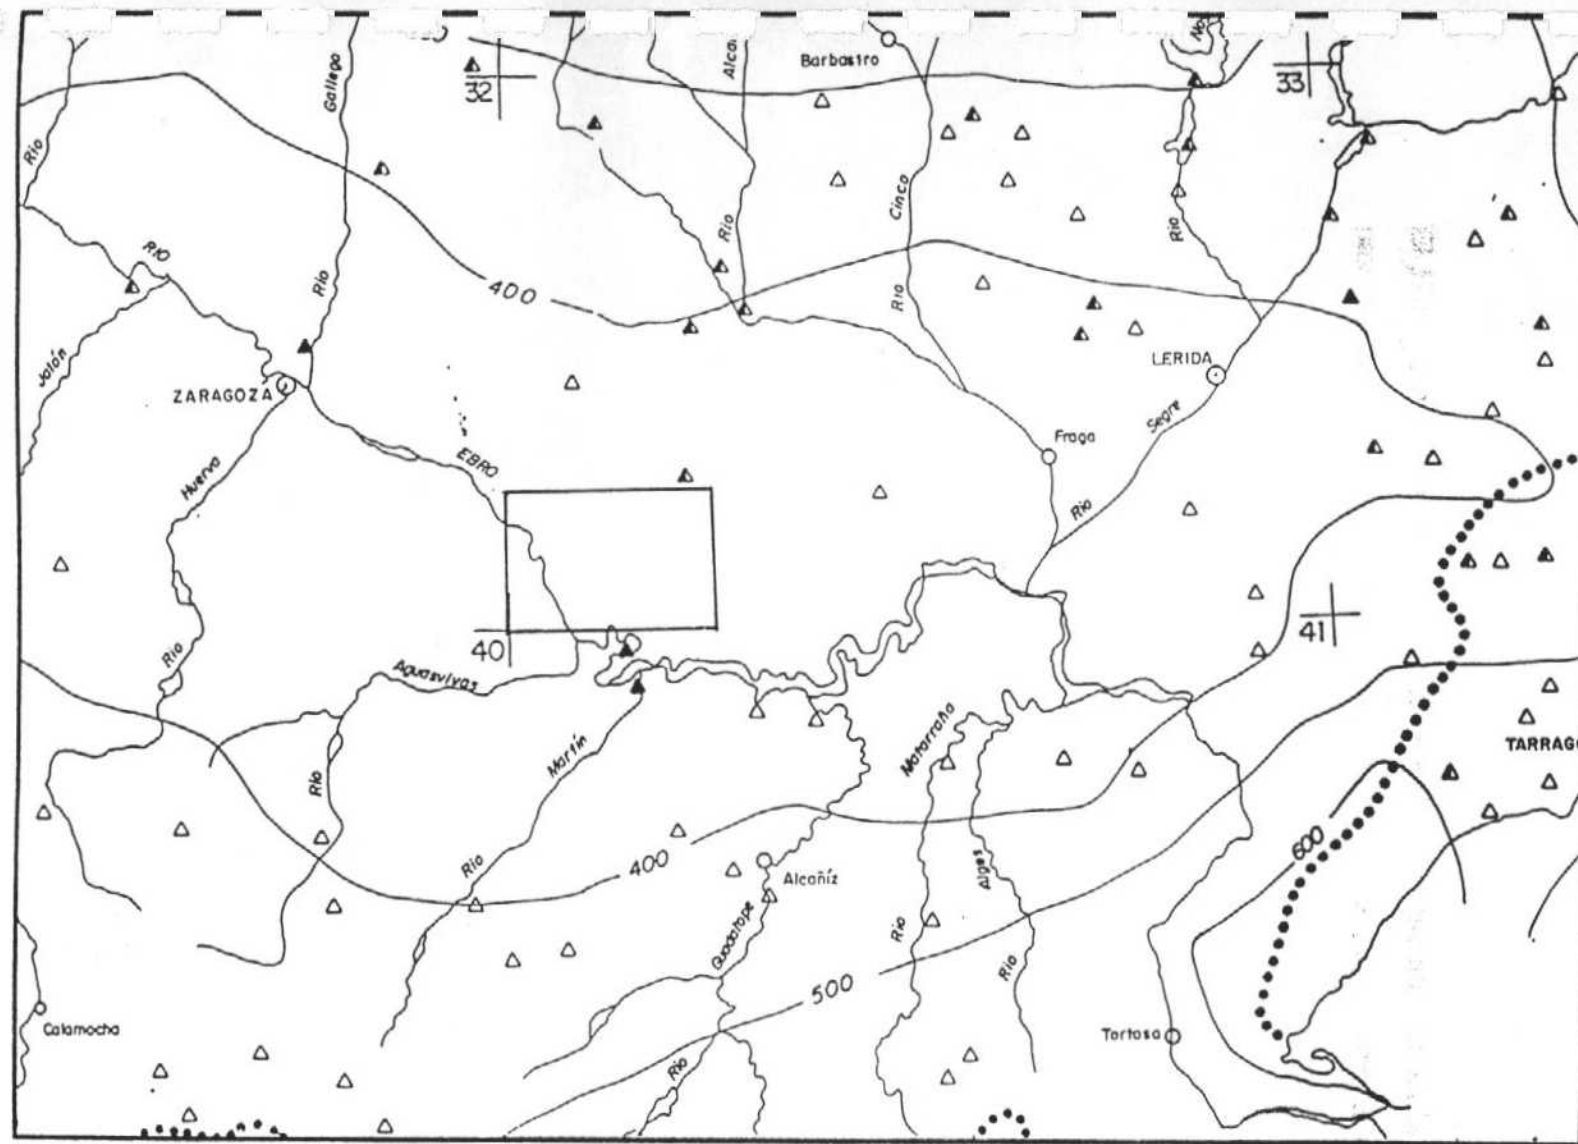 32
33
Barbastro
Gallego
Alca
No
Rio
Cinco
Rio
Rio
RIO
Rio
Rio
400
Jalón
LERIDA
ZARAGOZA
Segre
Fraga
EBRO
Huerva
Rio
40
41
Rio
Aguasvivas
Matarraña
Martín
TARRAG
Rio
600
400
Rio
Alcañíz
Algas
Guadalope
Rio
Rio
500
Calamocha
Tortosa
Rio